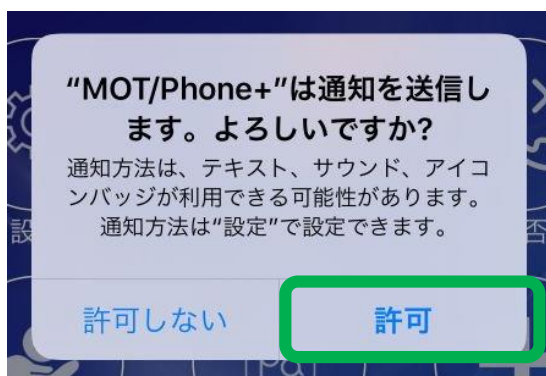 “MOT/Phone+”は通知を送信し
ます。よろしいですか?
通知方法は、テキスト、サウンド、アイコ
ンバッジが利用できる可能性があります。
通知方法は“設定”で設定できます。
設
否
許可しない
許可